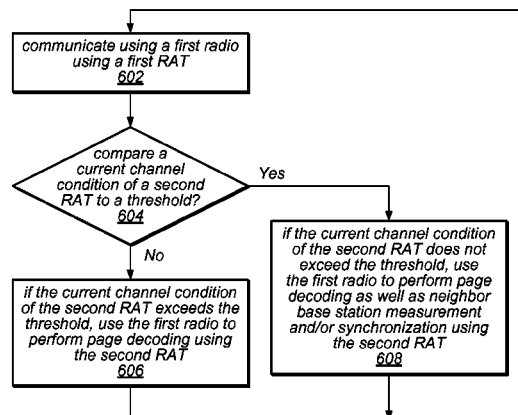 communicate using a first radio
using a first RAT
602
compare a
current channel
condition of a second
RAT to a threshold?
604
Yes
No
if the current channel condition
of the second RAT exceeds the
threshold, use the first radio to
perform page decoding using
the second RAT
606
if the current channel condition
of the second RAT does not
exceed the threshold, use
the first radio to perform page
decoding as well as neighbor
base station measurement
and/or synchronization using
the second RAT
608